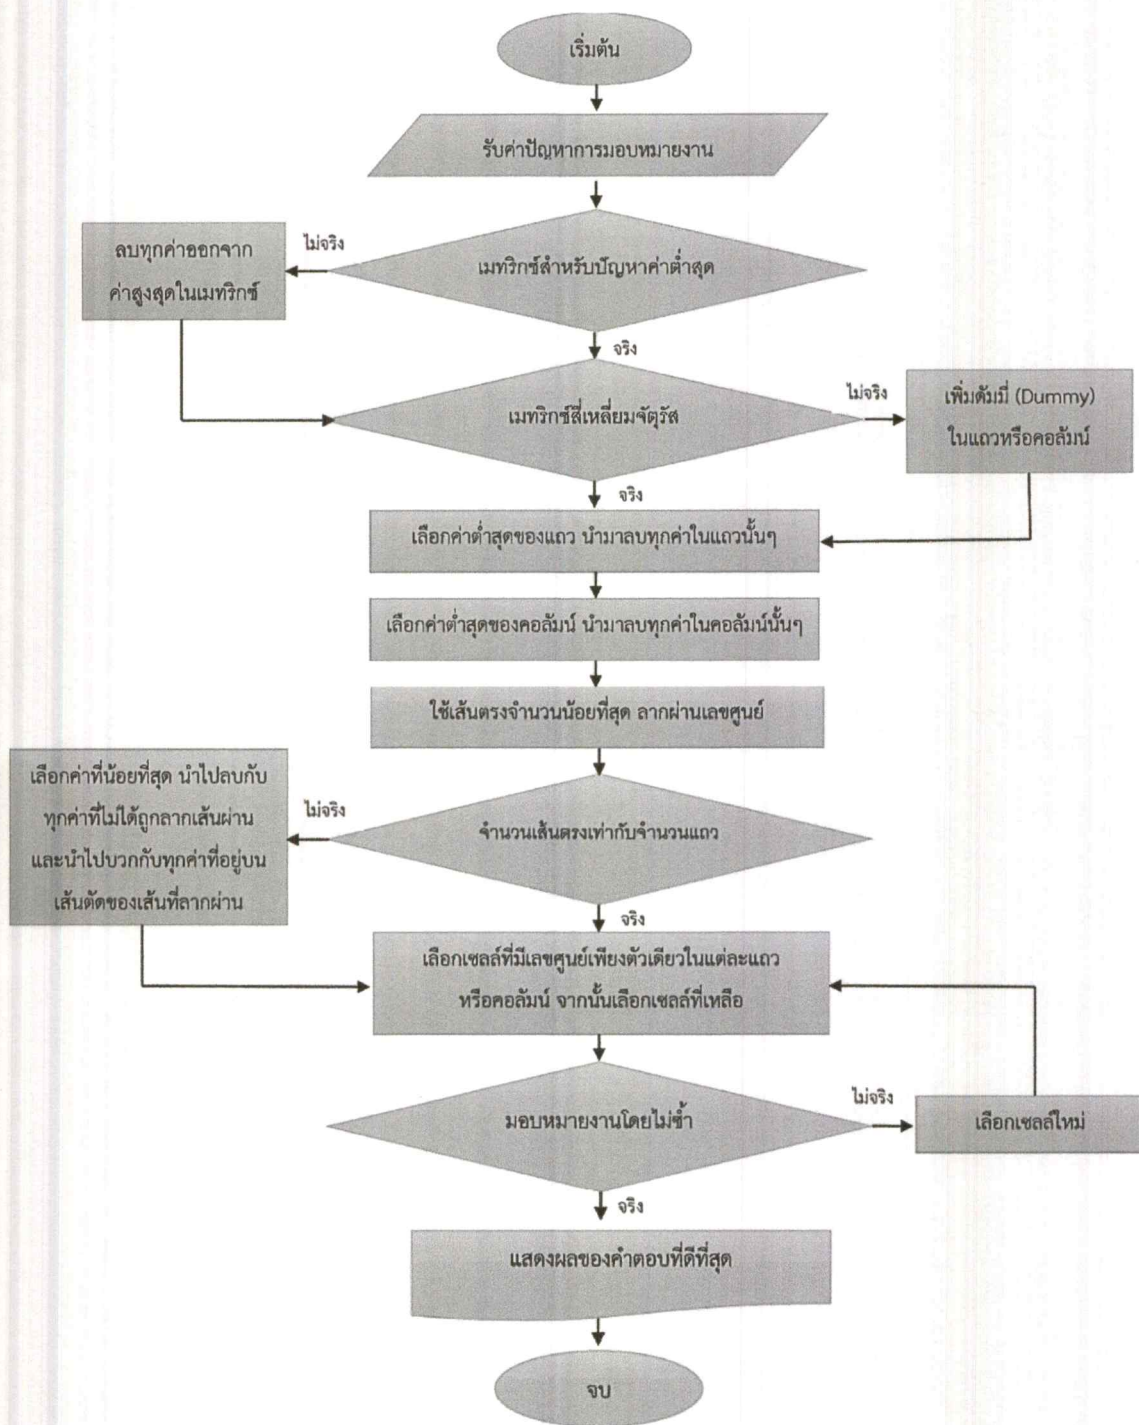 เริ่มต้น
รับค่าปัญหาการมอบหมายงาน
ไม่จริง
ลบทุกค่าออกจาก
ค่าสูงสุดในเมทริกซ์
เมทริกซ์สำหรับปัญหาค่าต่ำสุด
จริง
เมทริกซ์สี่เหลี่ยมจัตุรัส
ไม่จริง
เพิ่มดัมมี่ (Dummy)
ในแถวหรือคอลัมน์
จริง
เลือกค่าต่ำสุดของแถว นำมาลบทุกค่าในแถวนั้นๆ
เลือกค่าต่ำสุดของคอลัมน์ นำมาลบทุกค่าในคอลัมน์นั้นๆ
ใช้เส้นตรงจำนวนน้อยที่สุด ลากผ่านเลขศูนย์
เลือกค่าที่น้อยที่สุด นำไปลบกับ
ทุกค่าที่ไม่ได้ถูกลากเส้นผ่าน
และนำไปบวกกับทุกค่าที่อยู่บน
เส้นตัดของเส้นที่ลากผ่าน
ไม่จริง
จำนวนเส้นตรงเท่ากับจำนวนแถว
จริง
เลือกเซลล์ที่มีเลขศูนย์เพียงตัวเดียวในแต่ละแถว
หรือคอลัมน์ จากนั้นเลือกเซลล์ที่เหลือ
มอบหมายงานโดยไม่ซ้ำ
ไม่จริง
เลือกเซลล์ใหม่
จริง
แสดงผลของคำตอบที่ดีที่สุด
จบ